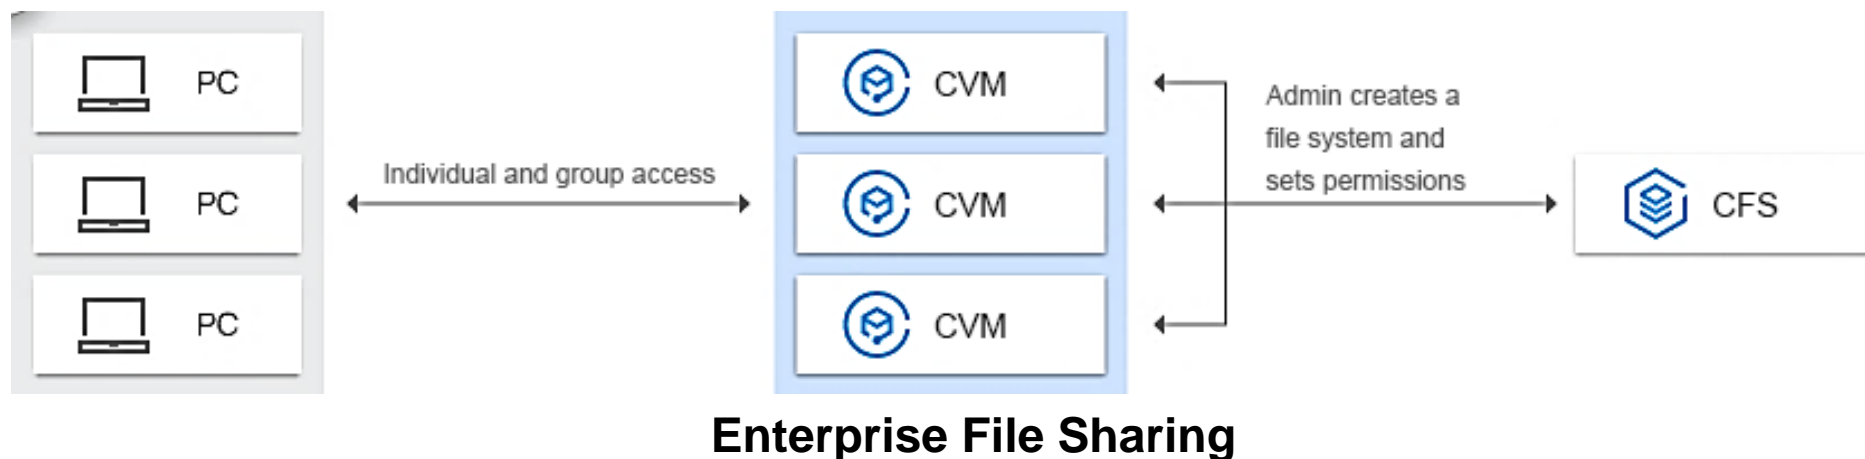 PC
PC
PC
Individual and group access
CVM
CVM
CVM
Admin creates a
file system and
sets permissions
CFS
Enterprise File Sharing